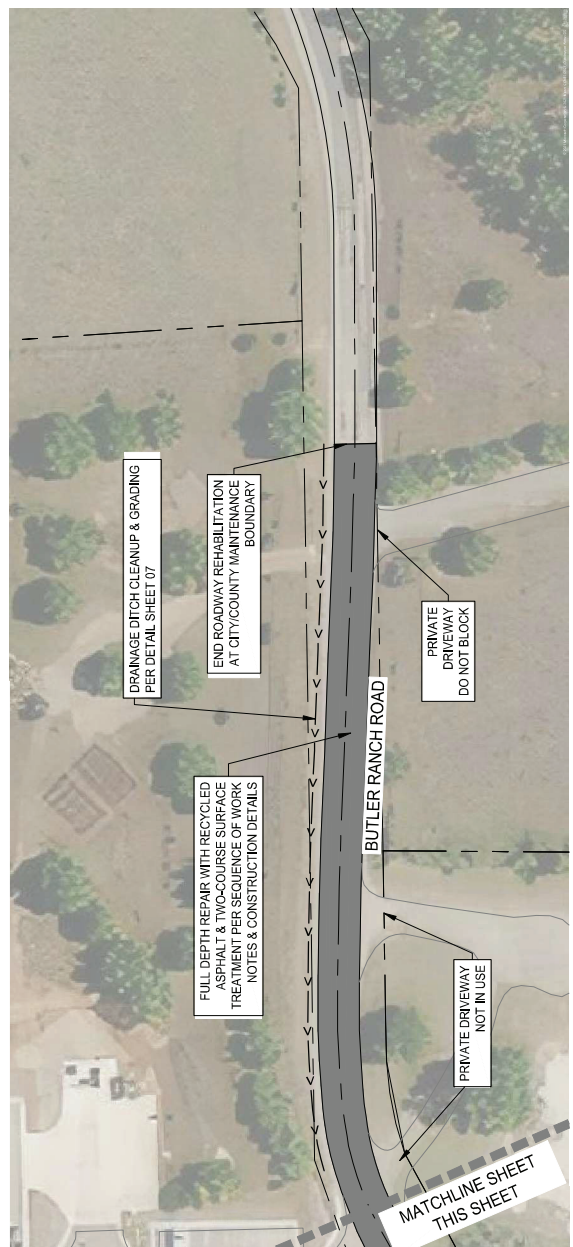 DRAINAGE DITCH CLEANUP & GRADING
PER DETAIL SHEET 07
END ROADWAY REHABILITATION
AT CITY/COUNTY MAINTENANCE
BOUNDARY
FULL DEPTH REPAIR WITH RECYCLED
ASPHALT & TWO-COURSE SURFACE
TREATMENT PER SEQUENCE OF WORK
NOTES & CONSTRUCTION DETAILS
PRIVATE
DRIVEWAY
DO NOT BLOCK
BUTLER RANCH ROAD
PRIVATE DRIVEWAY
NOT IN USE
MATCHLINE SHEET
THIS SHEET